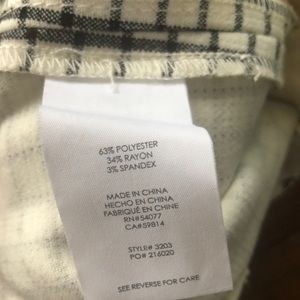 63% POLYESTER
34% RAYON
3% SPANDEX
MADE IN CHINA
HECHO EN CHINA
FABRIQUÉ EN CHINE
RN#54077
CA#59814
STYLE# 3203
PO# 216020
SEE REVERSE FOR CARE